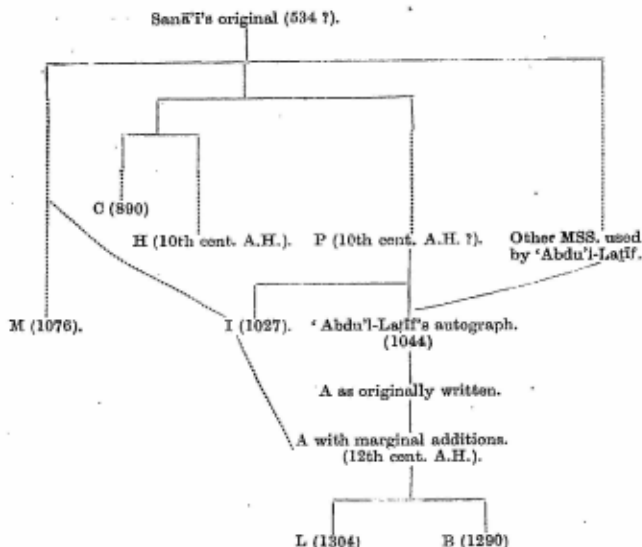 Sanā'ī's original (534 ?).
C (890)
H (10th cent. A.H.).
P (10th cent. A.H. ?).
Other MSS. used
by ‘Abdu'l-Laṭīf.
M (1076).
I (1027).
‘Abdu'l-Laṭīf's autograph.
(1044)
A as originally written.
A with marginal additions.
(12th cent. A.H.).
L (1304)
B (1290)